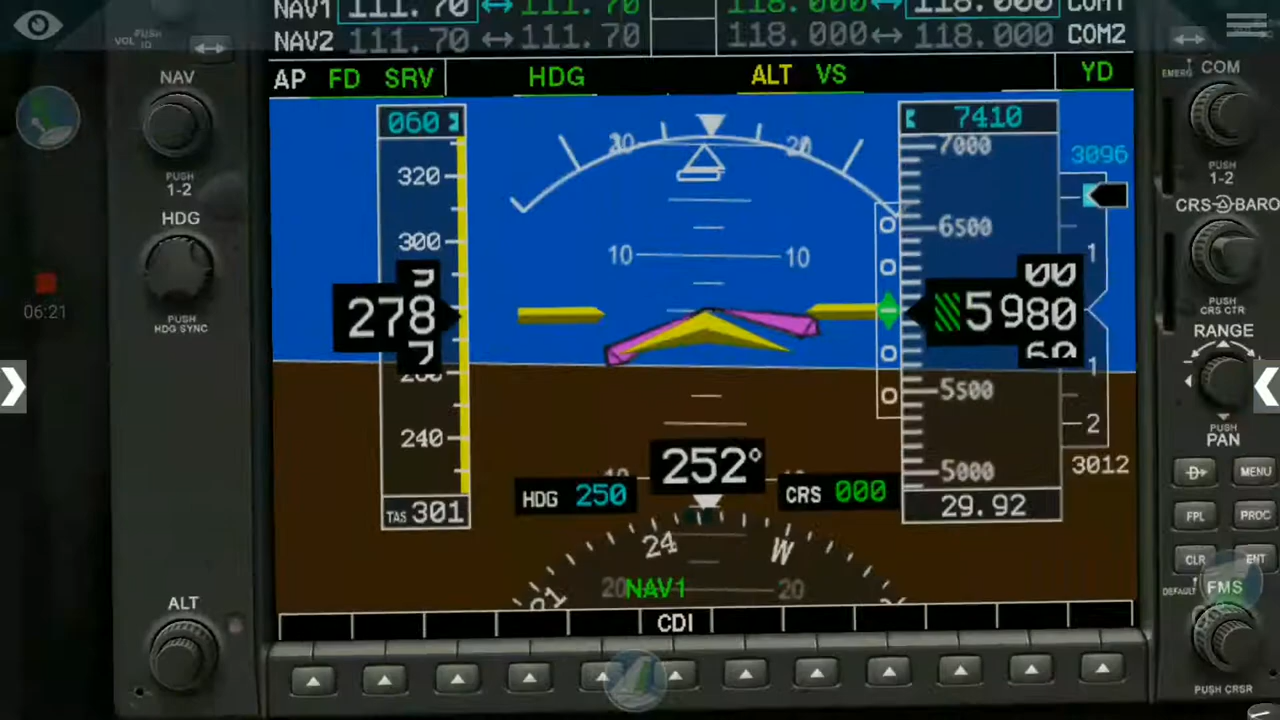 NAV1 111.70 ↔ 111.70 118.000 ↔ 118.000 COM1
NAV2 111.70 ↔ 111.70 118.000 ↔ 118.000 COM2
VOL PUSH ID
EMERG
AP FD SRV HDG ALT VS YD
NAV
COM
PUSH
1-2
PUSH
1-2
HDG
PUSH
HDG SYNC
CRS BARO
PUSH
CRS CTR
RANGE
PUSH
PAN
MENU
FPL PROC
CLR ENT
DEFAULT
FMS
PUSH CRSR
ALT
06:21
060
320
300
278
240
TAS 301
20 20
10 10
7410
7000
6500
5980
00
60
5500
5000
29.92
3096
1
1
2
3012
252°
HDG 250
CRS 000
24 W
21
20 NAV1 20
CDI